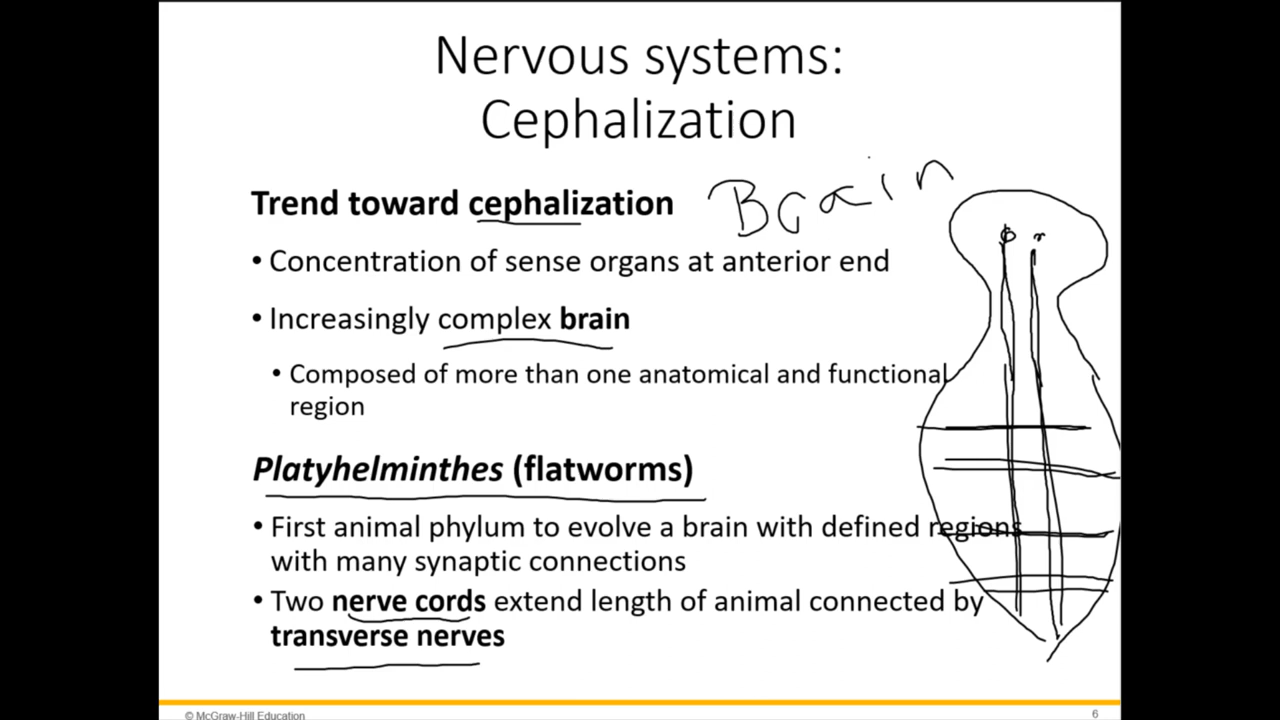 Nervous systems:
Cephalization
Trend toward cephalization
Brain
• Concentration of sense organs at anterior end
• Increasingly complex brain
• Composed of more than one anatomical and functional
region
Platyhelminthes (flatworms)
• First animal phylum to evolve a brain with defined regions
with many synaptic connections
• Two nerve cords extend length of animal connected by
transverse nerves
© McGraw-Hill Education
6